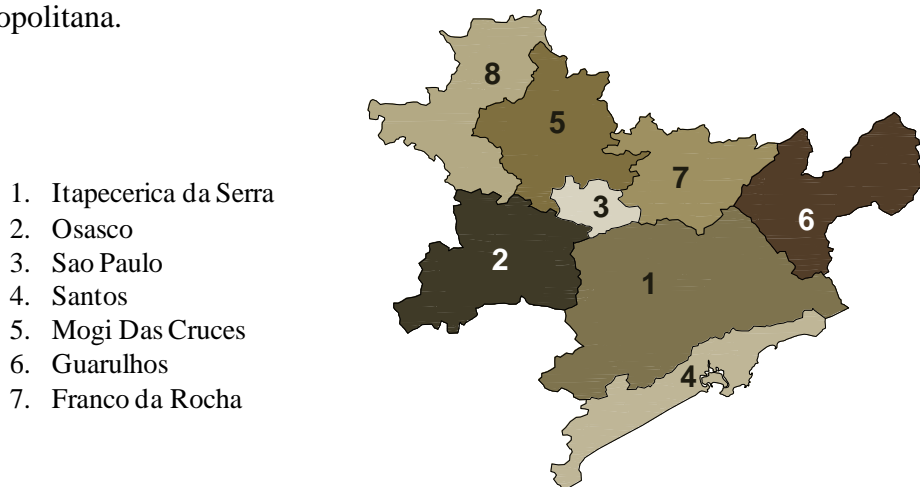 opolitana.
1. Itapecerica da Serra
2. Osasco
3. Sao Paulo
4. Santos
5. Mogi Das Cruces
6. Guarulhos
7. Franco da Rocha
8
5
7
3
6
2
1
4